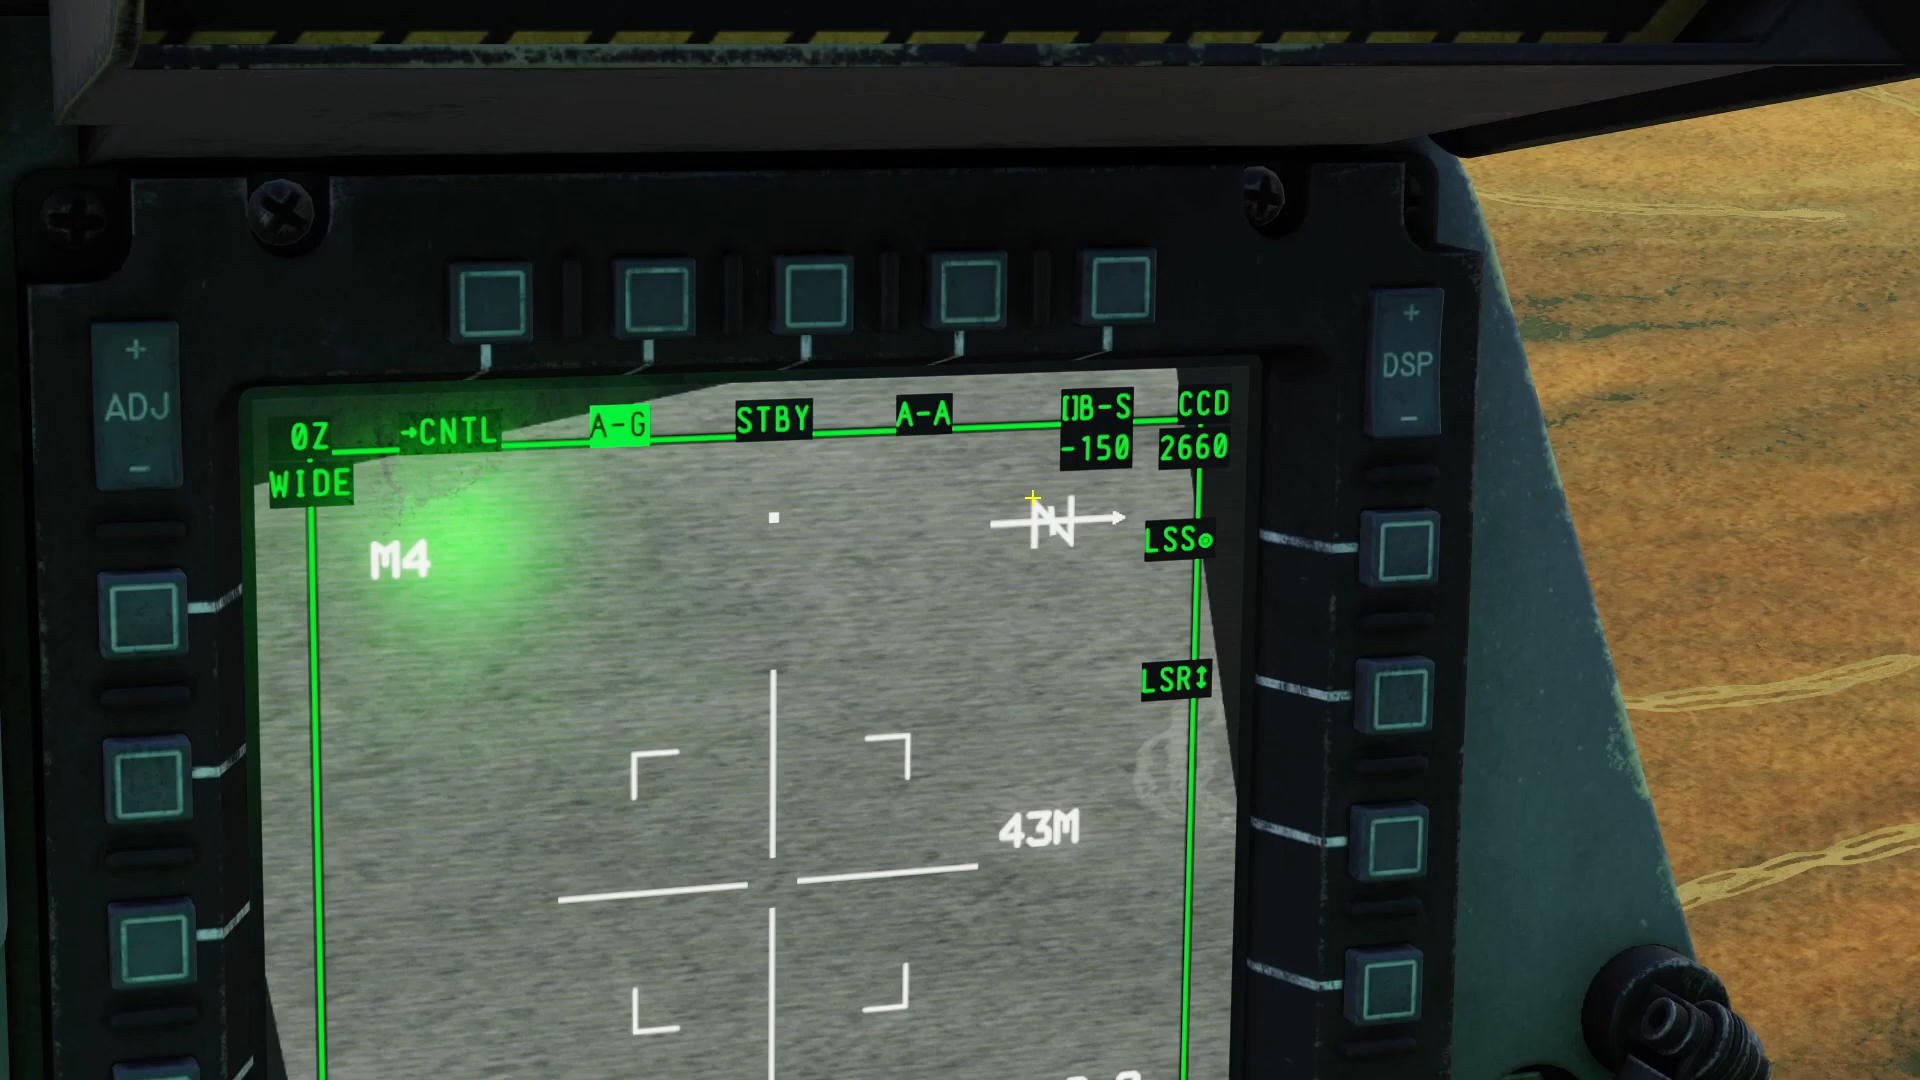 +
ADJ
-
+
DSP
-
0Z
→CNTL
A-G
STBY
A-A
[]B-S
-150
CCD
2660
WIDE
N
M4
LSS
LSR↕
43M